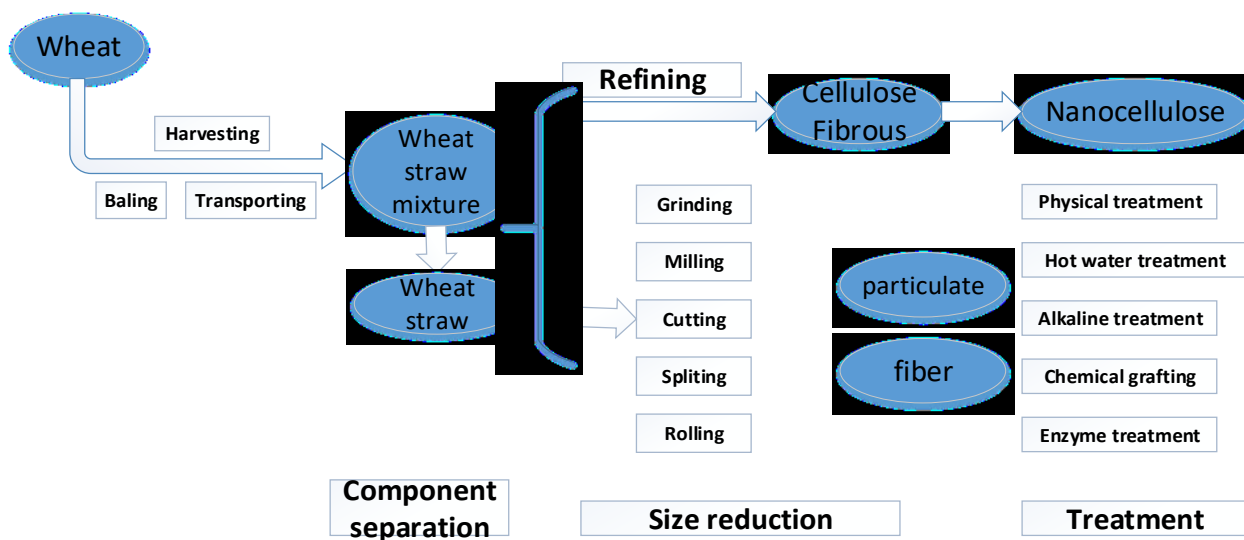 Wheat
Harvesting
Baling
Transporting
Wheat
straw
mixture
Wheat
straw
Refining
Cellulose
Fibrous
Nanocellulose
Grinding
Milling
Cutting
Spliting
Rolling
particulate
fiber
Physical treatment
Hot water treatment
Alkaline treatment
Chemical grafting
Enzyme treatment
Component
separation
Size reduction
Treatment